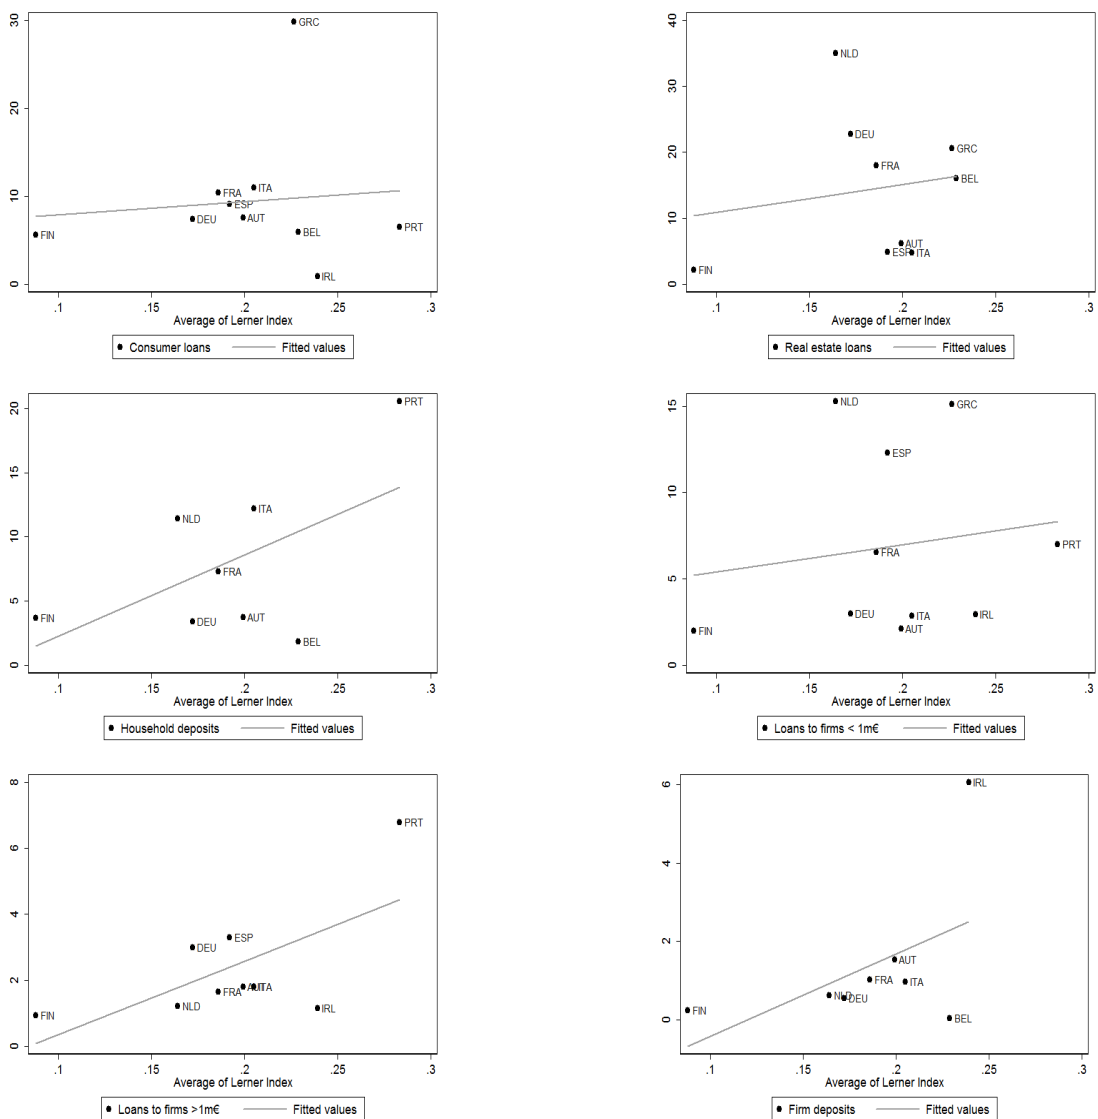 30
20
10
0
GRC
FRA
ITA
ESP
DEU
AUT
FIN
BEL
PRT
IRL
.1 .15 .2 .25 .3
Average of Lerner Index
Consumer loans Fitted values
40
30
20
10
0
NLD
DEU
FRA
GRC
BEL
AUT
ESP
ITA
FIN
.1 .15 .2 .25 .3
Average of Lerner Index
Real estate loans Fitted values
20
15
10
5
0
PRT
ITA
NLD
FRA
FIN
DEU
AUT
BEL
.1 .15 .2 .25 .3
Average of Lerner Index
Household deposits Fitted values
15
10
5
0
NLD
GRC
ESP
FRA
PRT
DEU
ITA
IRL
AUT
FIN
.1 .15 .2 .25 .3
Average of Lerner Index
Loans to firms < 1m€ Fitted values
8
6
4
2
0
PRT
ESP
DEU
FRA
AUT
ITA
NLD
IRL
FIN
.1 .15 .2 .25 .3
Average of Lerner Index
Loans to firms >1m€ Fitted values
6
4
2
0
IRL
AUT
FRA
ITA
NLD
DEU
FIN
BEL
.1 .15 .2 .25 .3
Average of Lerner Index
Firm deposits Fitted values